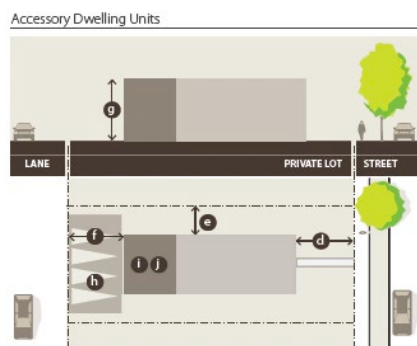 Accessory Dwelling Units
g
LANE PRIVATE LOT STREET
e
f d
i j
h